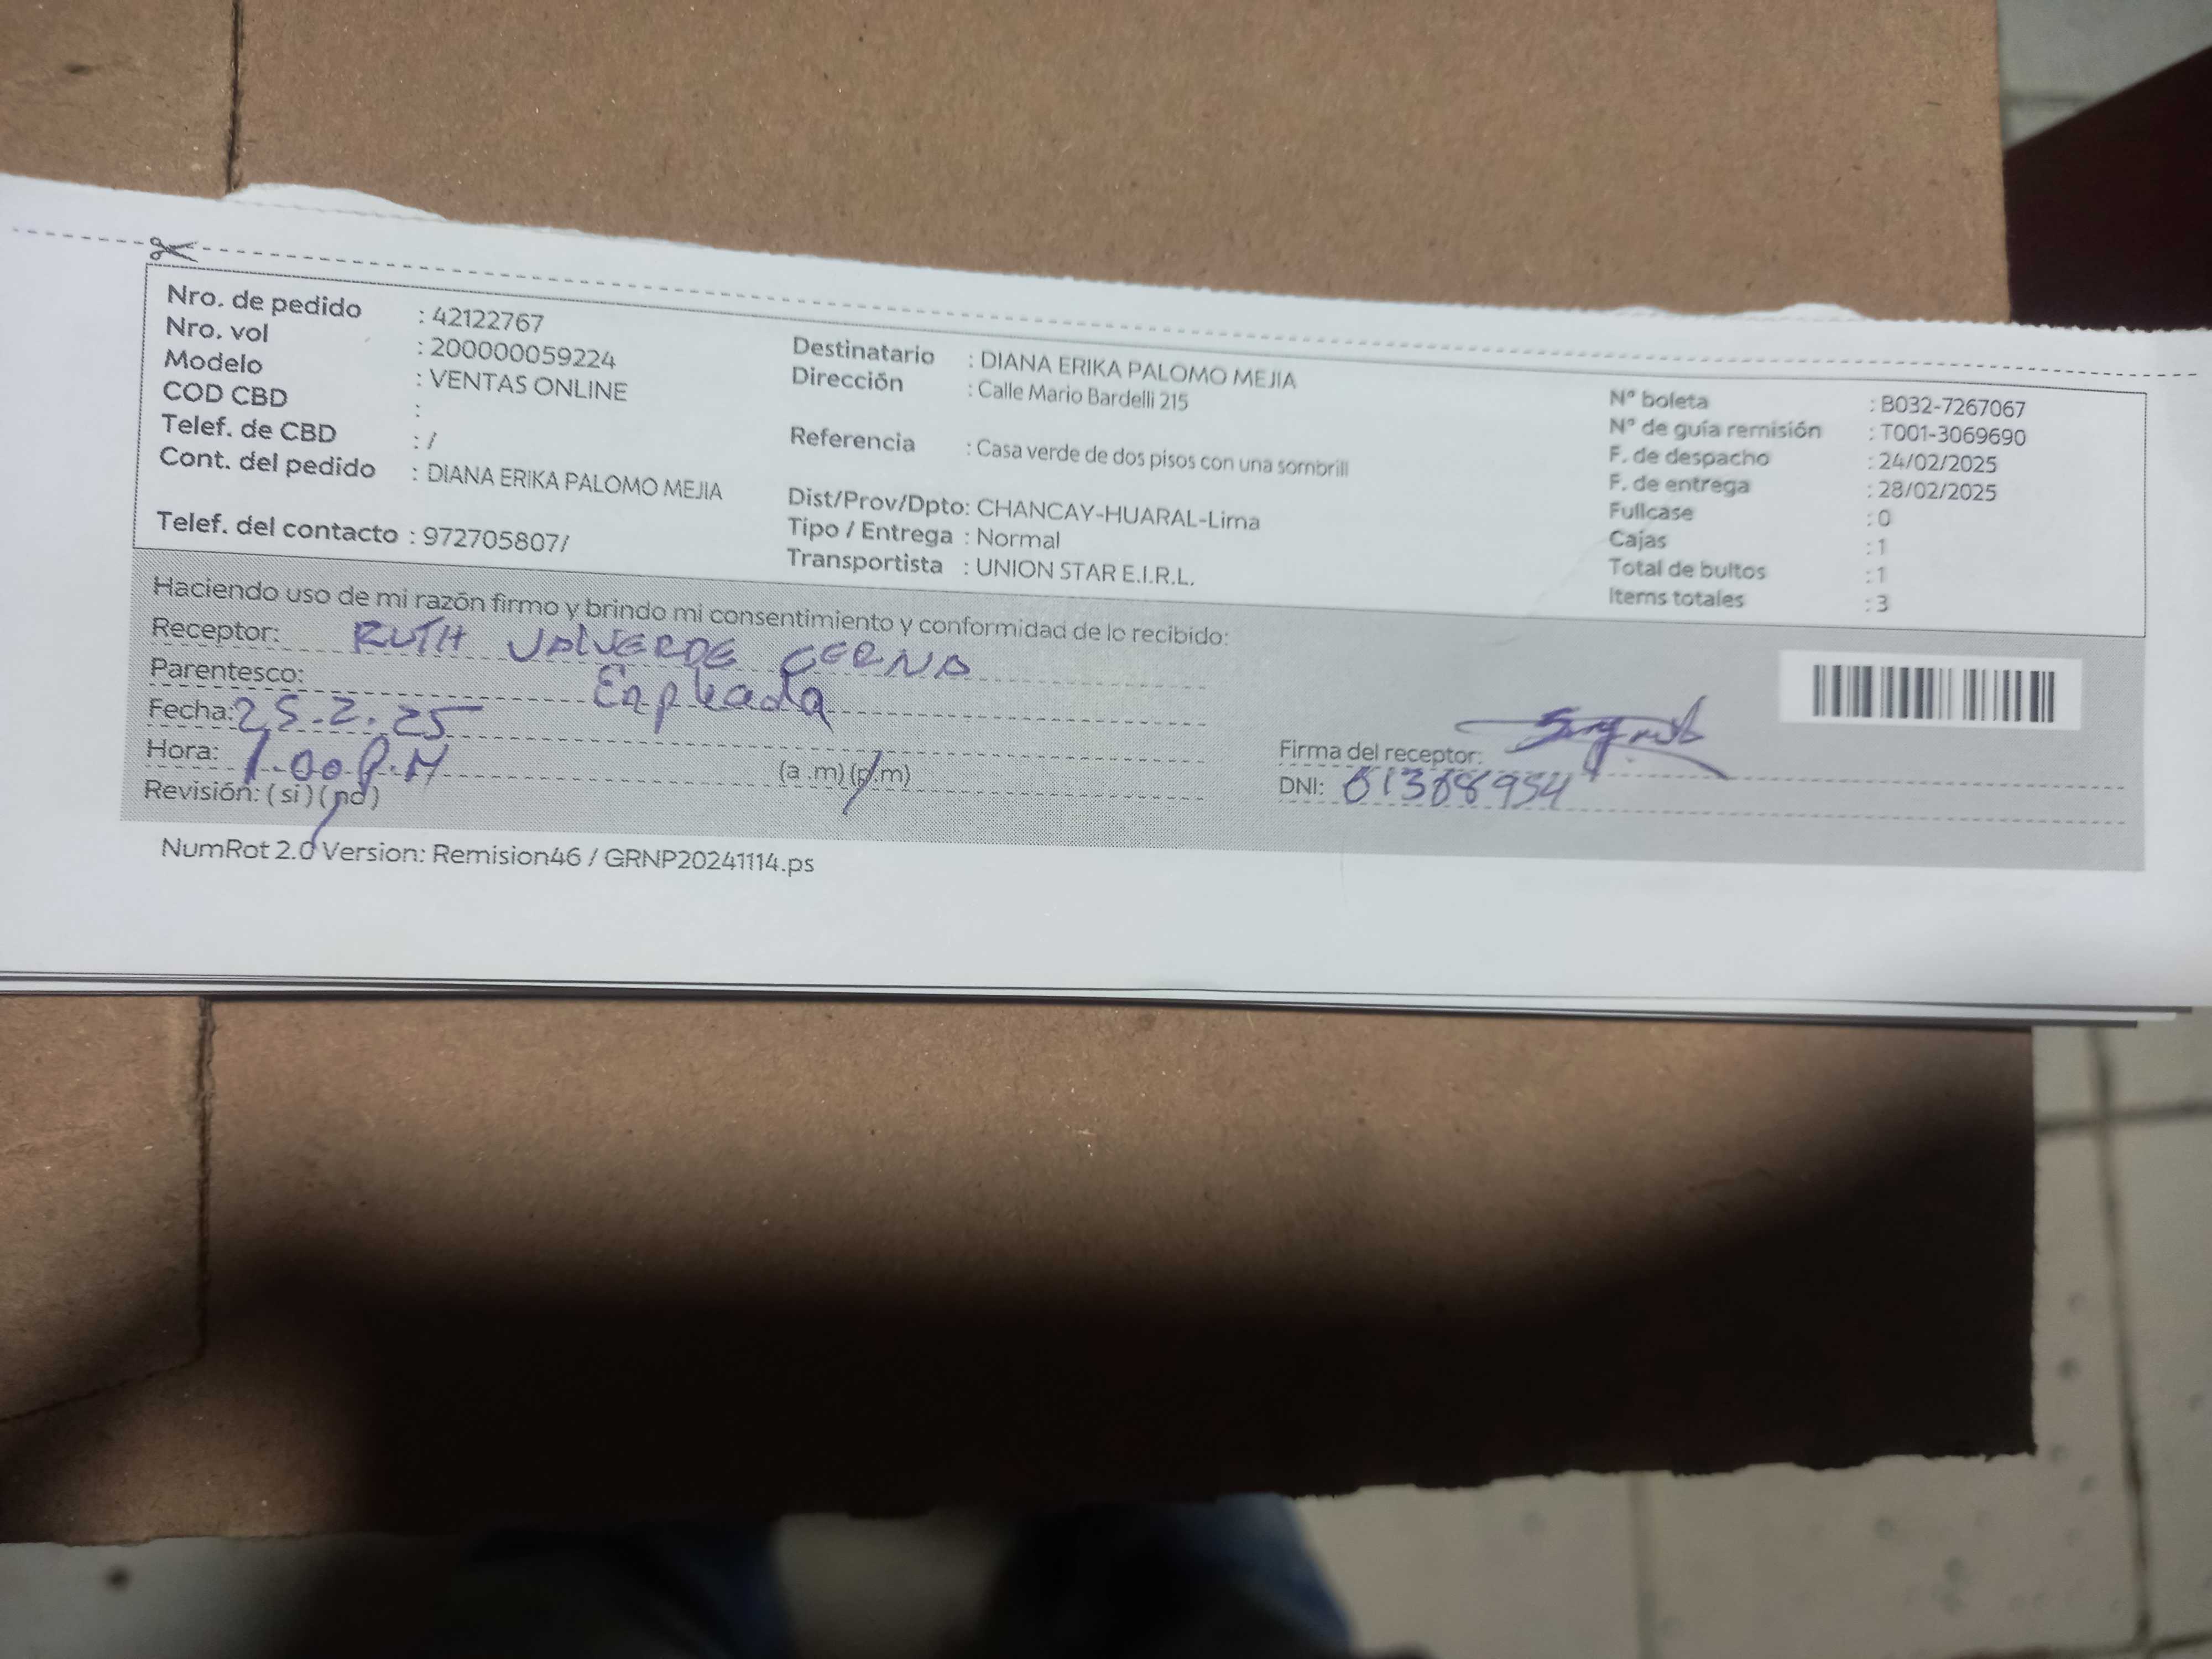 Nro. de pedido : 42122767
Nro. vol : 200000059224
Modelo : VENTAS ONLINE
COD CBD :
Telef. de CBD : /
Cont. del pedido : DIANA ERIKA PALOMO MEJIA
Telef. del contacto : 972705807/
Destinatario : DIANA ERIKA PALOMO MEJIA
Dirección : Calle Mario Bardelli 215
Referencia : Casa verde de dos pisos con una sombrill
Dist/Prov/Dpto: CHANCAY-HUARAL-Lima
Tipo / Entrega : Normal
Transportista : UNION STAR E.I.R.L.
N° boleta : B032-7267067
N° de guía remisión : T001-3069690
F. de despacho : 24/02/2025
F. de entrega : 28/02/2025
Fullcase : 0
Cajas : 1
Total de bultos : 1
Items totales : 3
Haciendo uso de mi razón firmo y brindo mi consentimiento y conformidad de lo recibido:
Receptor: RUTH VALVERDE CERNA
Parentesco: Enpleada
Fecha: 25.2.25
Hora: 1.00 P.M (a .m) (p.m)
Revisión: (si) (no)
Firma del receptor:
DNI:
NumRot 2.0 Version: Remision46 / GRNP20241114.ps